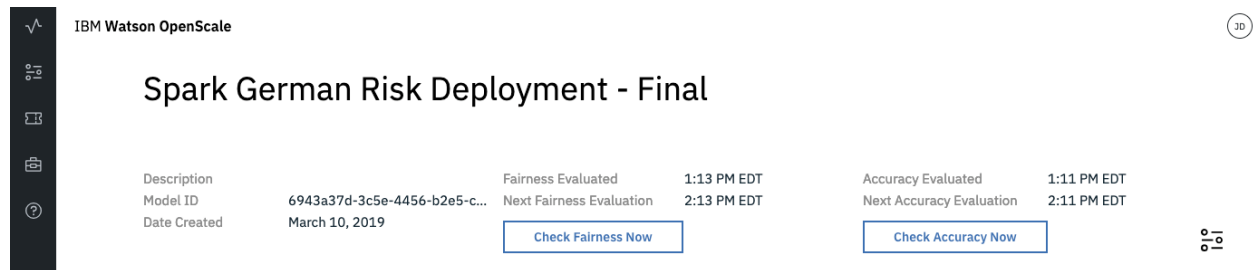 IBM Watson OpenScale
JD
Spark German Risk Deployment - Final
Description
Model ID 6943a37d-3c5e-4456-b2e5-c...
Date Created March 10, 2019
Fairness Evaluated 1:13 PM EDT
Next Fairness Evaluation 2:13 PM EDT
Check Fairness Now
Accuracy Evaluated 1:11 PM EDT
Next Accuracy Evaluation 2:11 PM EDT
Check Accuracy Now